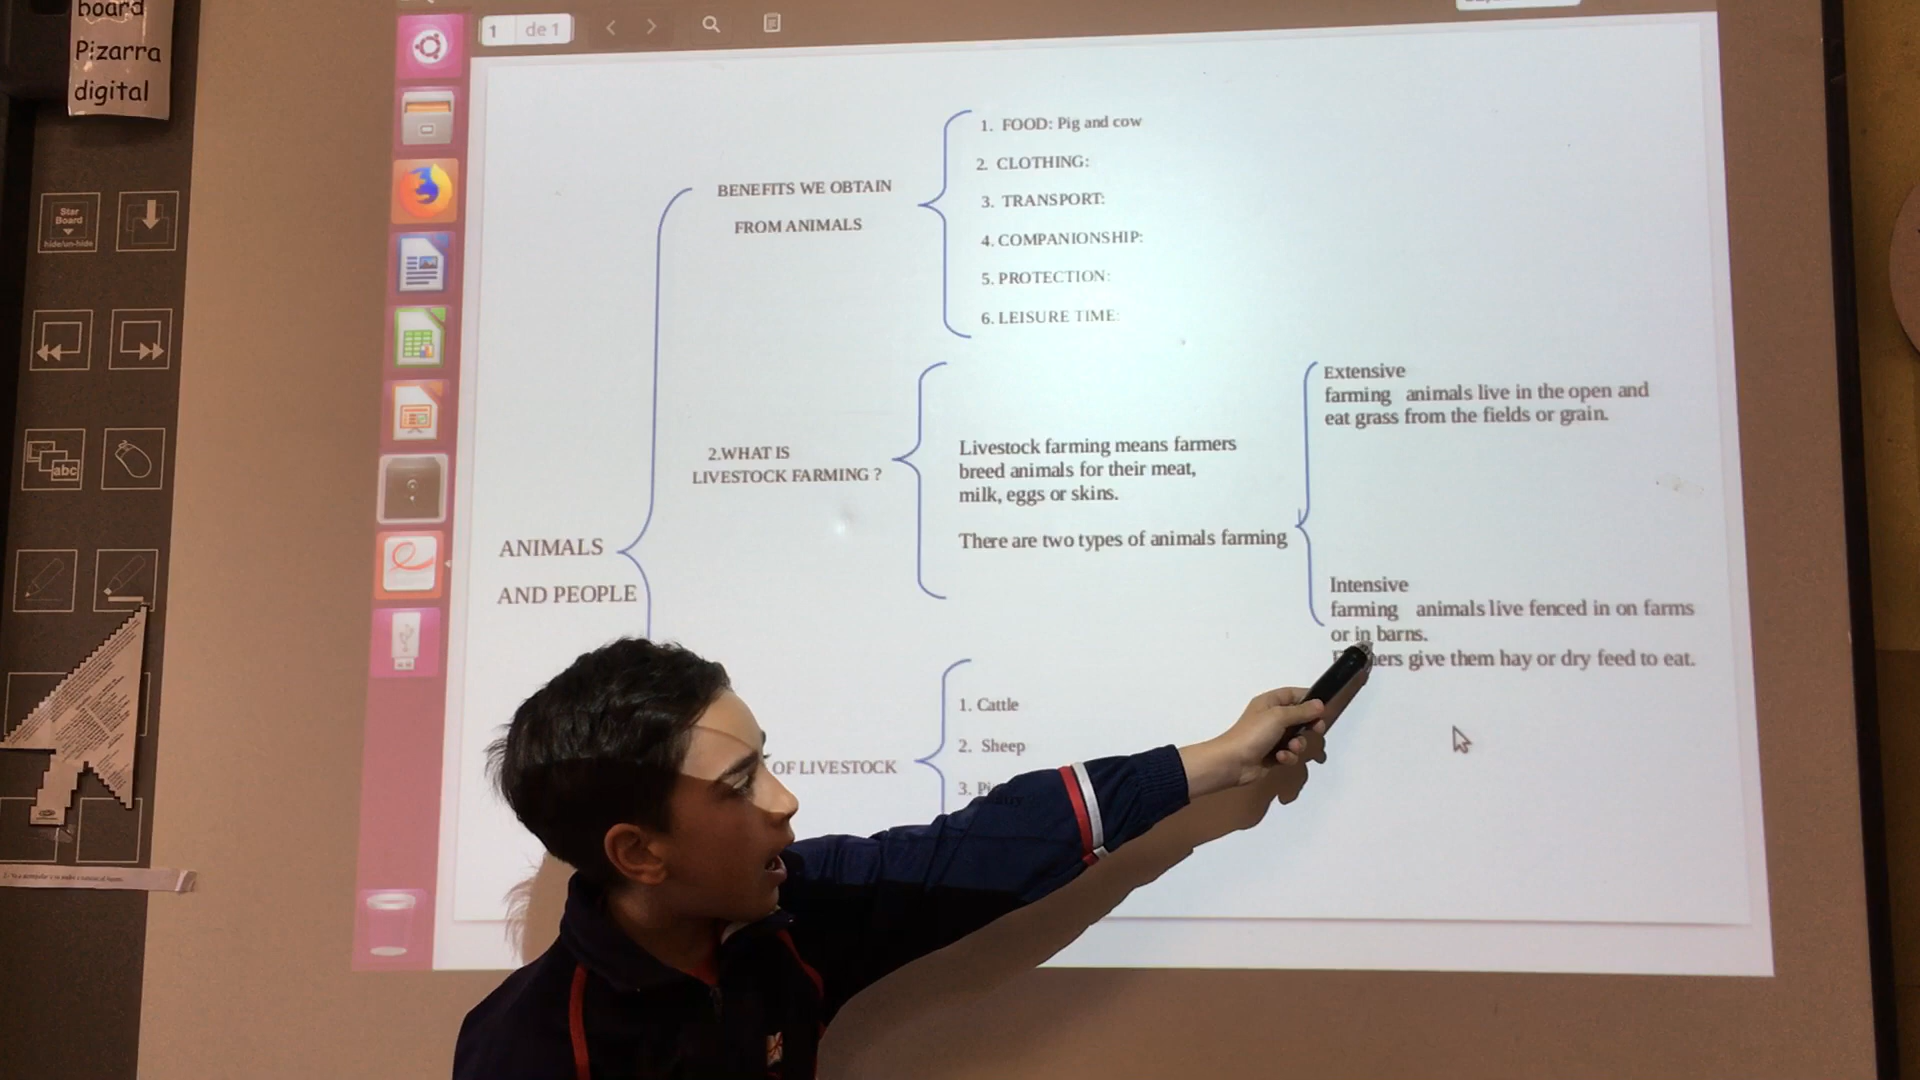 board
Pizarra
digital
Star
Board
hide/un-hide
abc
1 de 1
1. FOOD: Pig and cow
2. CLOTHING:
3. TRANSPORT:
4. COMPANIONSHIP:
5. PROTECTION:
6. LEISURE TIME:
BENEFITS WE OBTAIN
FROM ANIMALS
2.WHAT IS
LIVESTOCK FARMING ?
Livestock farming means farmers
breed animals for their meat,
milk, eggs or skins.
There are two types of animals farming
Extensive
farming animals live in the open and
eat grass from the fields or grain.
Intensive
farming animals live fenced in on farms
or in barns.
give them hay or dry feed to eat.
ANIMALS
AND PEOPLE
OF LIVESTOCK
1. Cattle
2. Sheep
3.